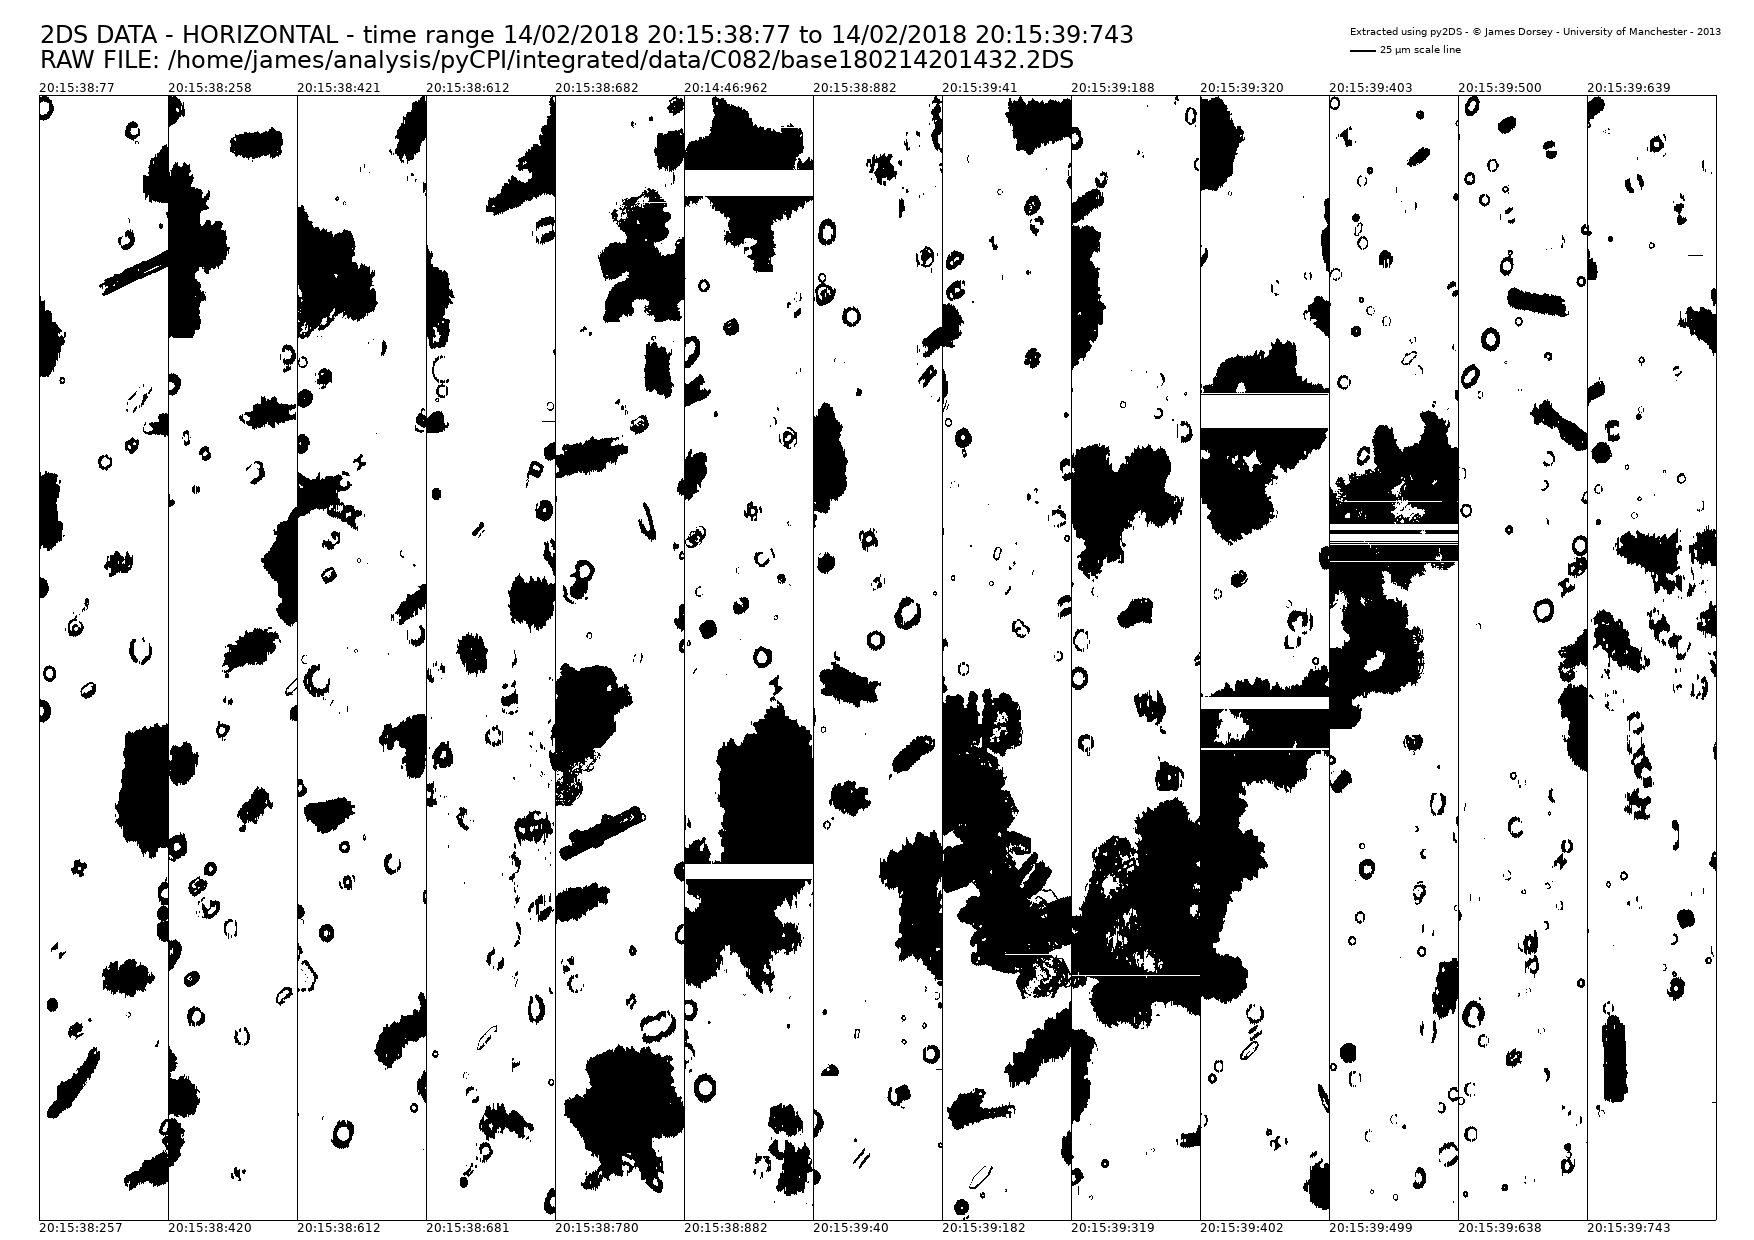 2DS DATA - HORIZONTAL - time range 14/02/2018 20:15:38:77 to 14/02/2018 20:15:39:743
RAW FILE: /home/james/analysis/pyCPI/integrated/data/C082/base180214201432.2DS
Extracted using py2DS - © James Dorsey - University of Manchester - 2013
25 μm scale line
20:15:38:77 20:15:38:258 20:15:38:421 20:15:38:612 20:15:38:682 20:14:46:962 20:15:38:882 20:15:39:41 20:15:39:188 20:15:39:320 20:15:39:403 20:15:39:500 20:15:39:639
20:15:38:257 20:15:38:420 20:15:38:612 20:15:38:681 20:15:38:780 20:15:38:882 20:15:39:40 20:15:39:182 20:15:39:319 20:15:39:402 20:15:39:499 20:15:39:638 20:15:39:743